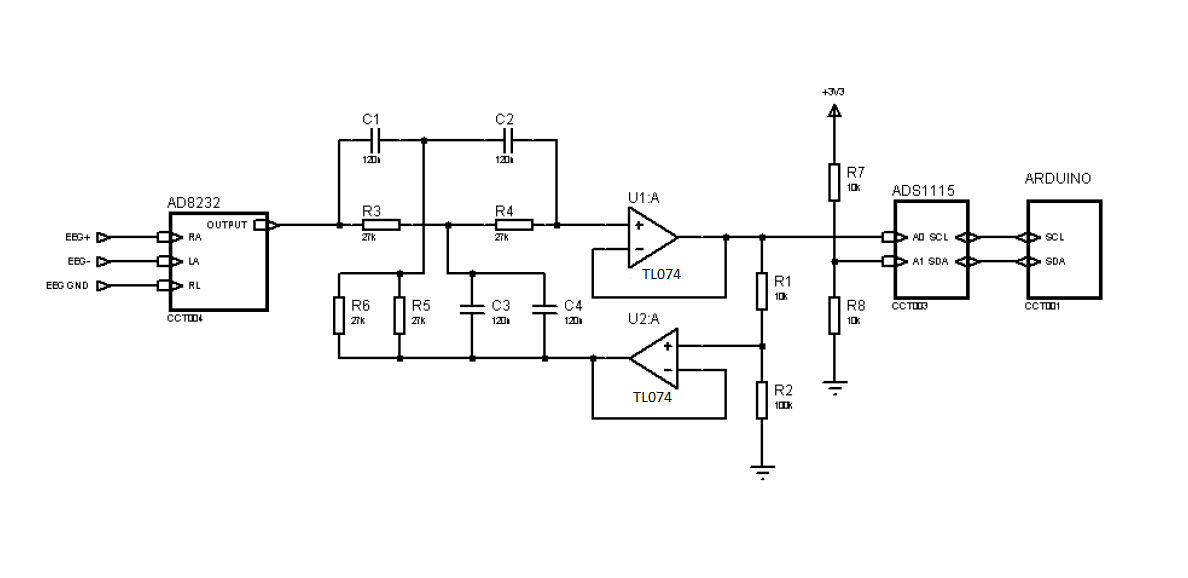 +3V3
C1
120n
C2
120n
R7
10k
AD8232
OUTPUT
EEG+
RA
EEG-
LA
EEG GND
RL
CCT004
R3
27k
R4
27k
U1:A
+
-
TL074
ADS1115
A0 SCL
A1 SDA
CCT003
ARDUINO
SCL
SDA
CCT001
R6
27k
R5
27k
C3
120n
C4
120n
U2:A
+
-
TL074
R1
10k
R8
10k
R2
100k